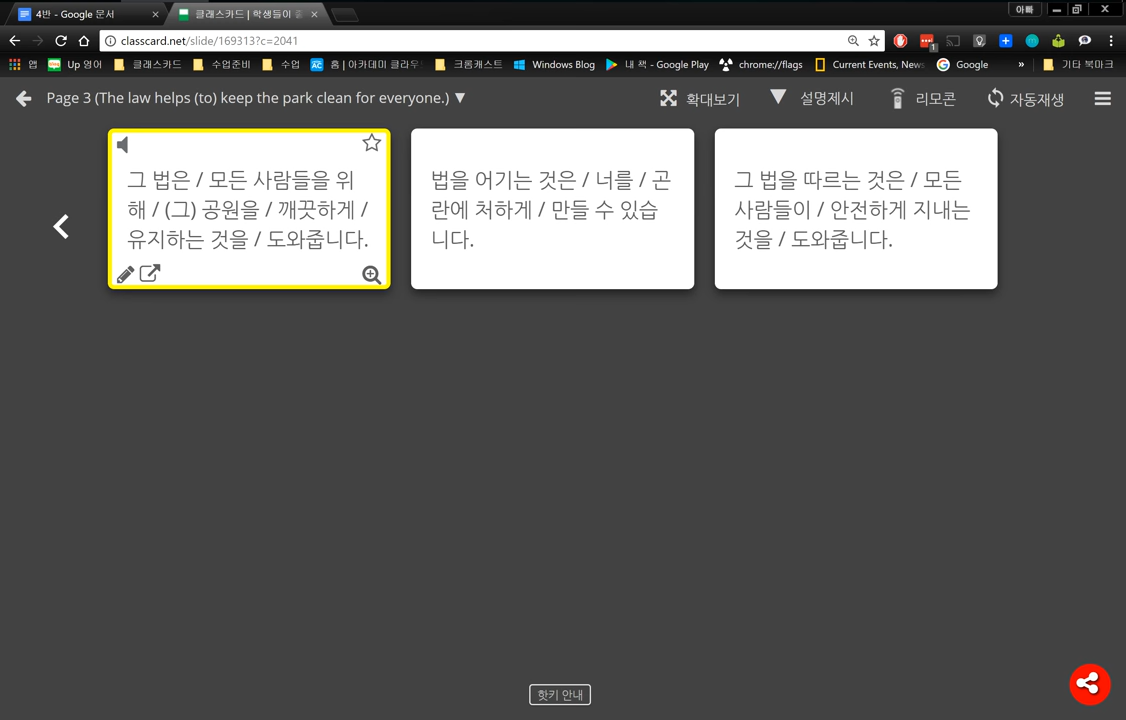 4반 - Google 문서
클래스카드 | 학생들이 좋
아빠
classcard.net/slide/169313?c=2041
앱 Up 영어 클래스카드 수업준비 수업 홈 | 아카데미 클라우 크롬캐스트 Windows Blog 내 책 - Google Play chrome://flags Current Events, News Google » 기타 북마크
Page 3 (The law helps (to) keep the park clean for everyone.) ▼
확대보기 설명제시 리모콘 자동재생
그 법은 / 모든 사람들을 위
해 / (그) 공원을 / 깨끗하게 /
유지하는 것을 / 도와줍니다.
법을 어기는 것은 / 너를 / 곤
란에 처하게 / 만들 수 있습
니다.
그 법을 따르는 것은 / 모든
사람들이 / 안전하게 지내는
것을 / 도와줍니다.
핫키 안내